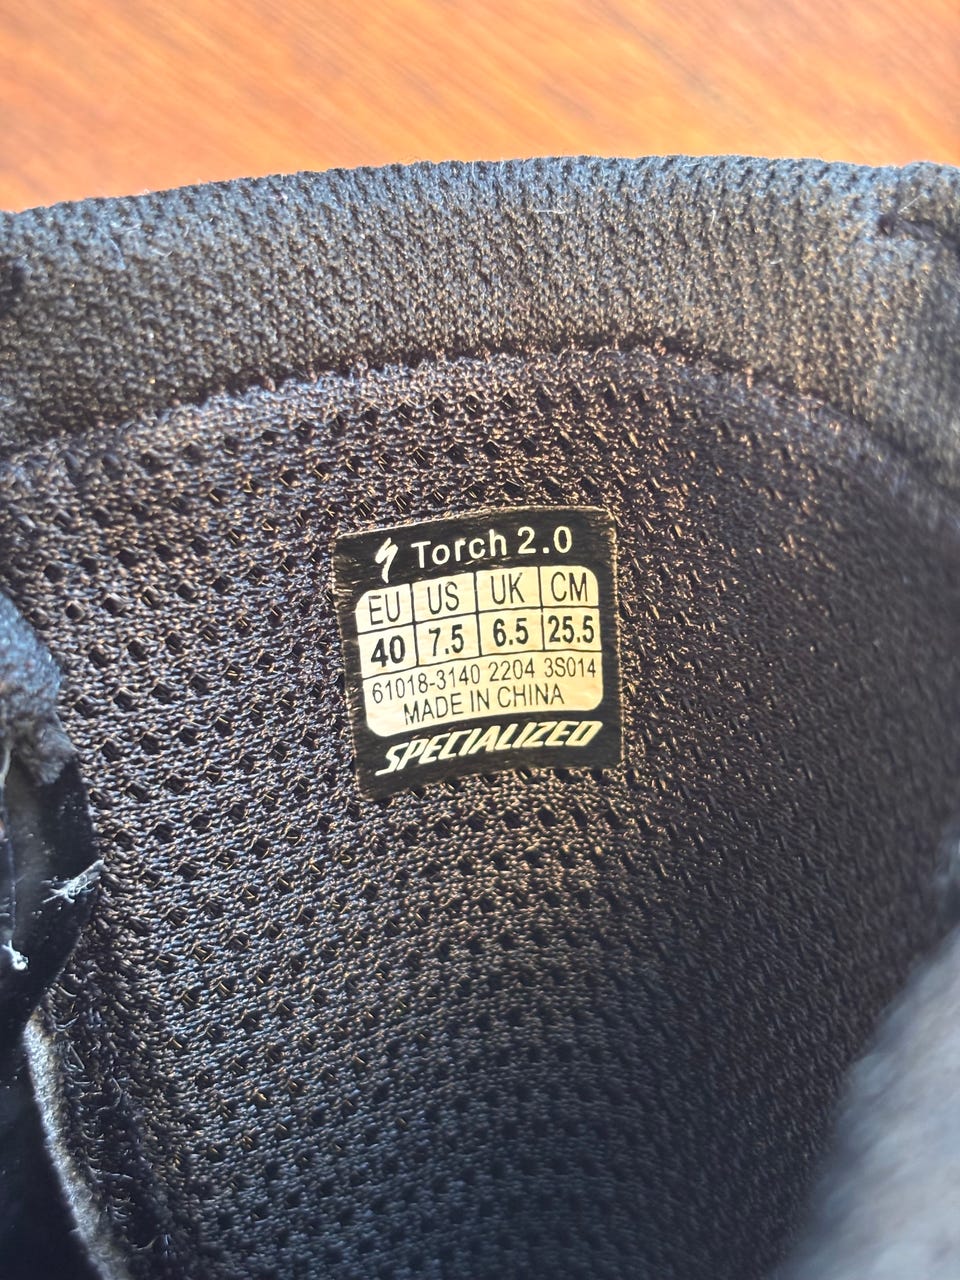 Torch 2.0
EU US UK CM
40 7.5 6.5 25.5
61018-3140 2204 3S014
MADE IN CHINA
SPECIALIZED